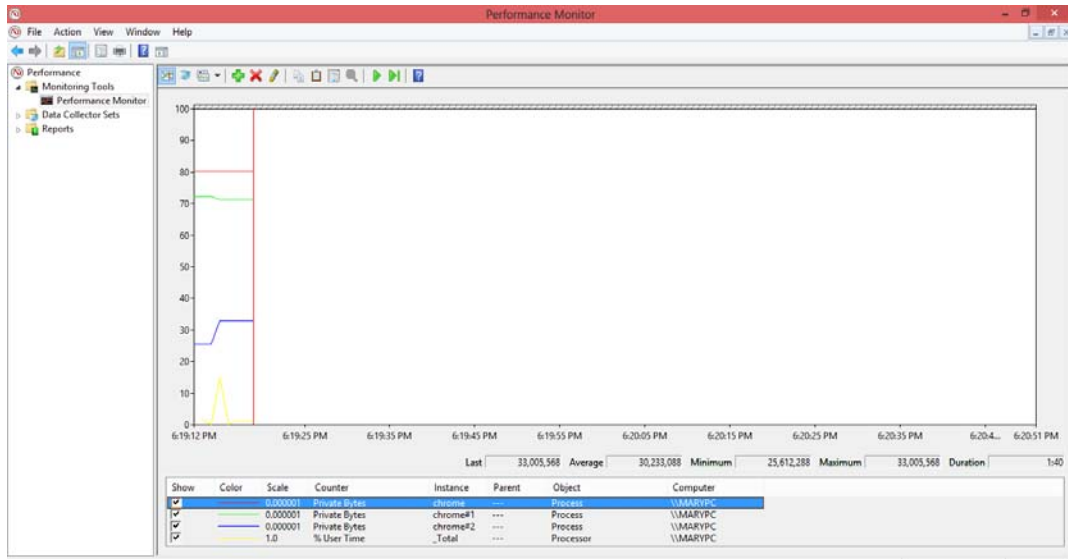 Performance Monitor
File Action View Window Help
Performance
Monitoring Tools
Performance Monitor
Data Collector Sets
Reports
100
90
80
70
60
50
40
30
20
10
0
6:19:12 PM 6:19:25 PM 6:19:35 PM 6:19:45 PM 6:19:55 PM 6:20:05 PM 6:20:15 PM 6:20:25 PM 6:20:35 PM 6:20:4... 6:20:51 PM
Last 33,005,568 Average 30,233,088 Minimum 25,612,288 Maximum 33,005,568 Duration 1:40
Show Color Scale Counter Instance Parent Object Computer
0.000001 Private Bytes chrome --- Process \\MARYPC
0.000001 Private Bytes chrome#1 --- Process \\MARYPC
0.000001 Private Bytes chrome#2 --- Process \\MARYPC
1.0 % User Time _Total --- Processor \\MARYPC